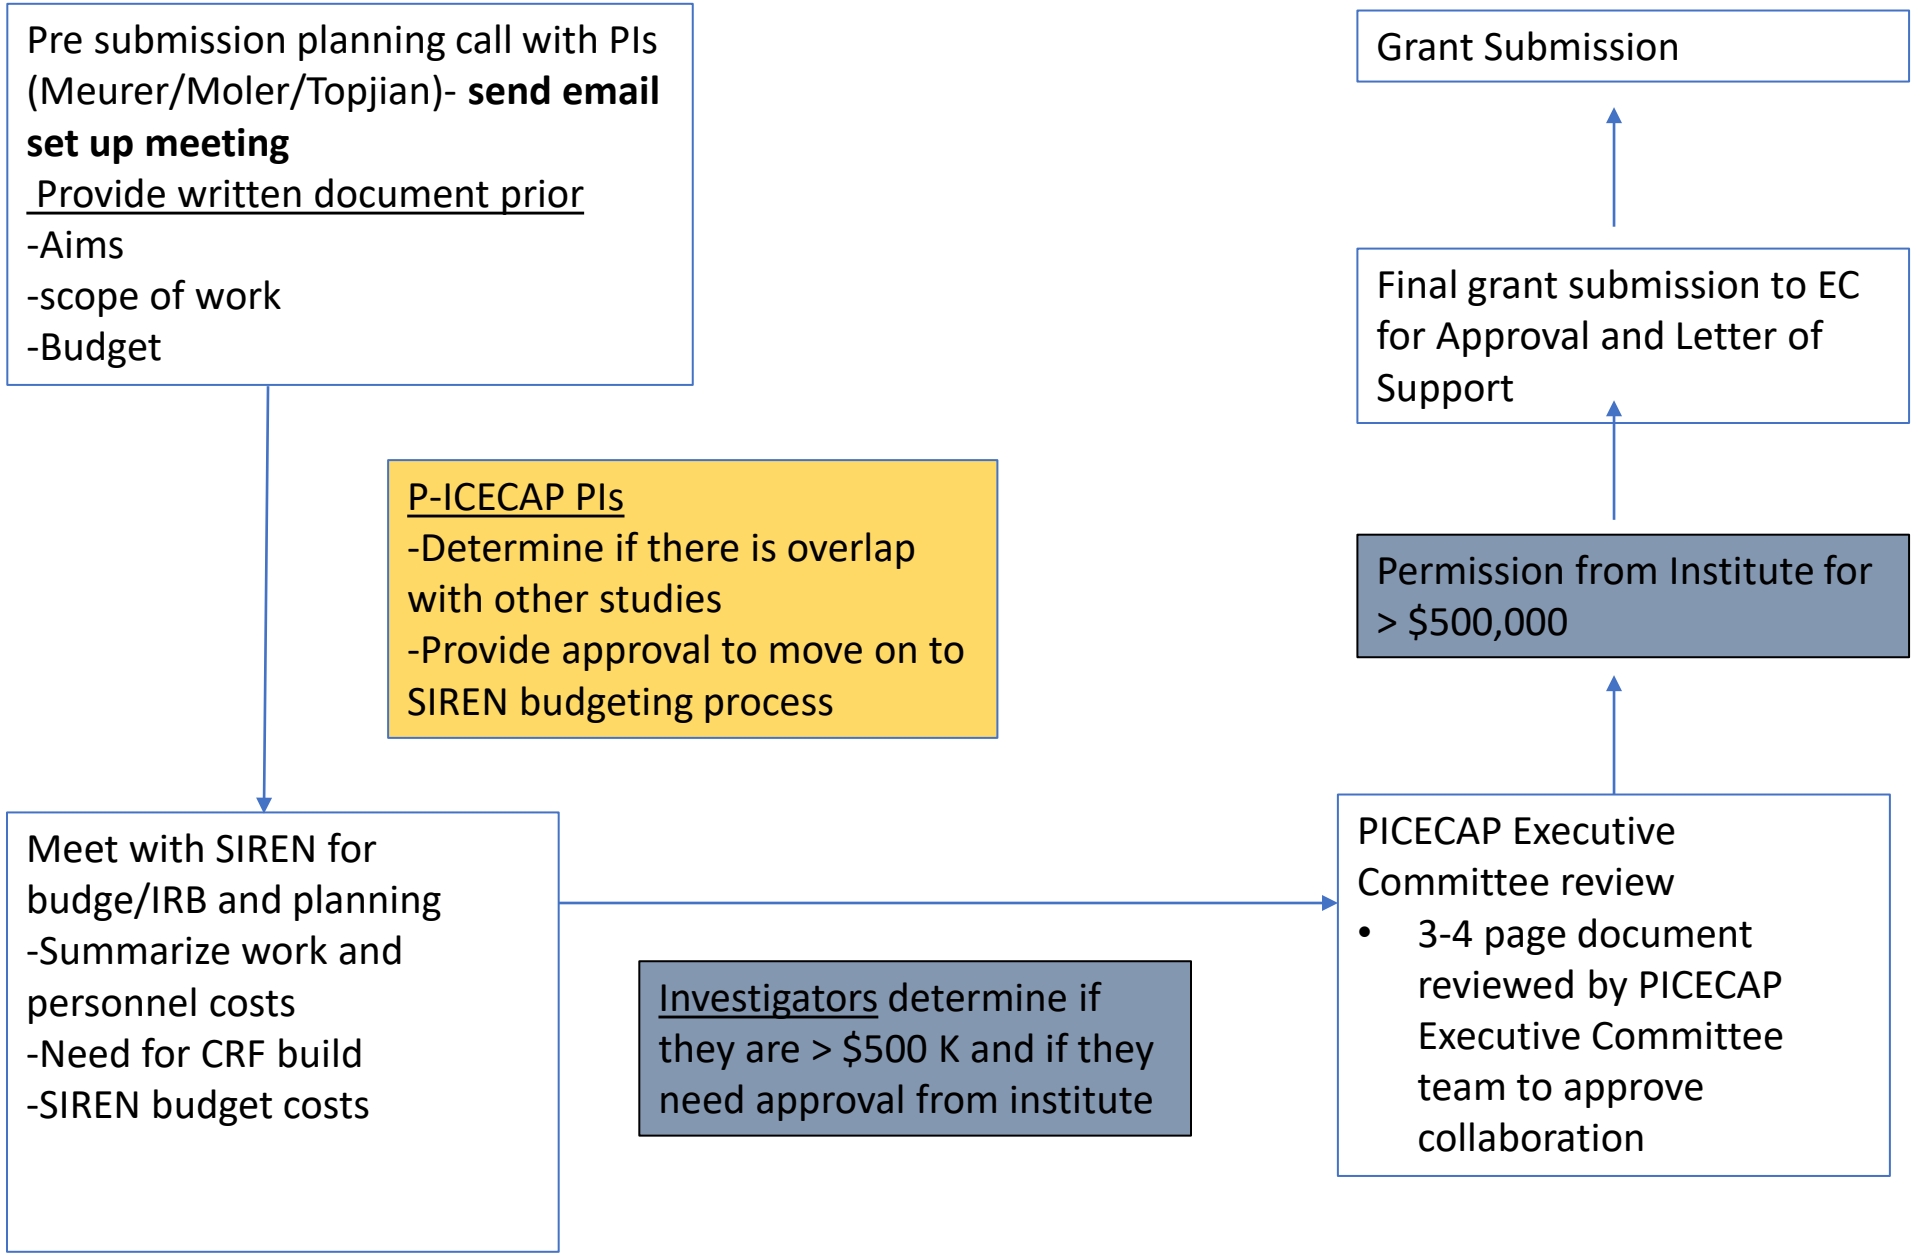 Pre submission planning call with PIs
(Meurer/Moler/Topjian)- send email
set up meeting
Provide written document prior
-Aims
-scope of work
-Budget
P-ICECAP PIs
-Determine if there is overlap
with other studies
-Provide approval to move on to
SIREN budgeting process
Meet with SIREN for
budge/IRB and planning
-Summarize work and
personnel costs
-Need for CRF build
-SIREN budget costs
Investigators determine if
they are > $500 K and if they
need approval from institute
PICECAP Executive
Committee review
• 3-4 page document
reviewed by PICECAP
Executive Committee
team to approve
collaboration
Permission from Institute for
> $500,000
Final grant submission to EC
for Approval and Letter of
Support
Grant Submission